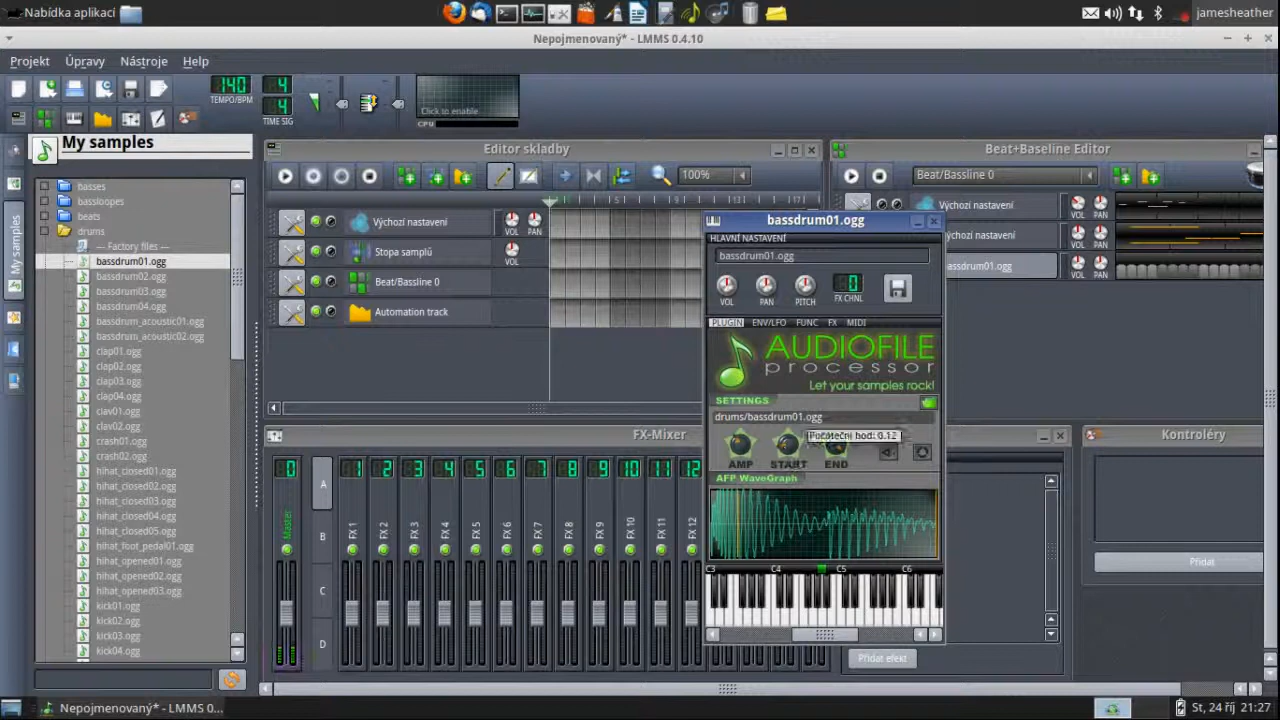 Nabídka aplikací
jamesheather
Nepojmenovaný* - LMMS 0.4.10
Projekt Úpravy Nástroje Help
140
TEMPO/BPM
4
4
TIME SIG
Click to enable
CPU
My samples
My samples
basses
bassloopes
beats
drums
--- Factory files ---
bassdrum01.ogg
bassdrum02.ogg
bassdrum03.ogg
bassdrum04.ogg
bassdrum_acoustic01.ogg
bassdrum_acoustic02.ogg
clap01.ogg
clap02.ogg
clap03.ogg
clap04.ogg
clav01.ogg
clav02.ogg
crash01.ogg
crash02.ogg
hihat_closed01.ogg
hihat_closed02.ogg
hihat_closed03.ogg
hihat_closed04.ogg
hihat_closed05.ogg
hihat_foot_pedal01.ogg
hihat_opened01.ogg
hihat_opened02.ogg
hihat_opened03.ogg
kick01.ogg
kick02.ogg
kick03.ogg
kick04.ogg
Editor skladby
100%
Výchozí nastavení
VOL PAN
Stopa samplů
VOL
Beat/Bassline 0
Automation track
Beat+Baseline Editor
Beat/Bassline 0
Výchozí nastavení
VOL PAN
ýchozí nastavení
VOL PAN
bassdrum01.ogg
VOL PAN
bassdrum01.ogg
HLAVNÍ NASTAVENÍ
bassdrum01.ogg
VOL PAN PITCH FX CHNL
0
PLUGIN ENV/LFO FUNC FX MIDI
AUDIOFILE
processor
Let your samples rock!
SETTINGS
drums/bassdrum01.ogg
Počáteční bod: 0.12
AMP START END
AFP WaveGraph
C3 C4 C5 C6
FX-Mixer
0 1 2 3 4 5 6 7 8 9 10 11 12
Master
FX 1 FX 2 FX 3 FX 4 FX 5 FX 6 FX 7 FX 8 FX 9 FX 10 FX 11 FX 12
A
B
C
D
Přidat efekt
Kontroléry
Přidat
Nepojmenovaný* - LMMS 0....
St, 24 říj 21:27